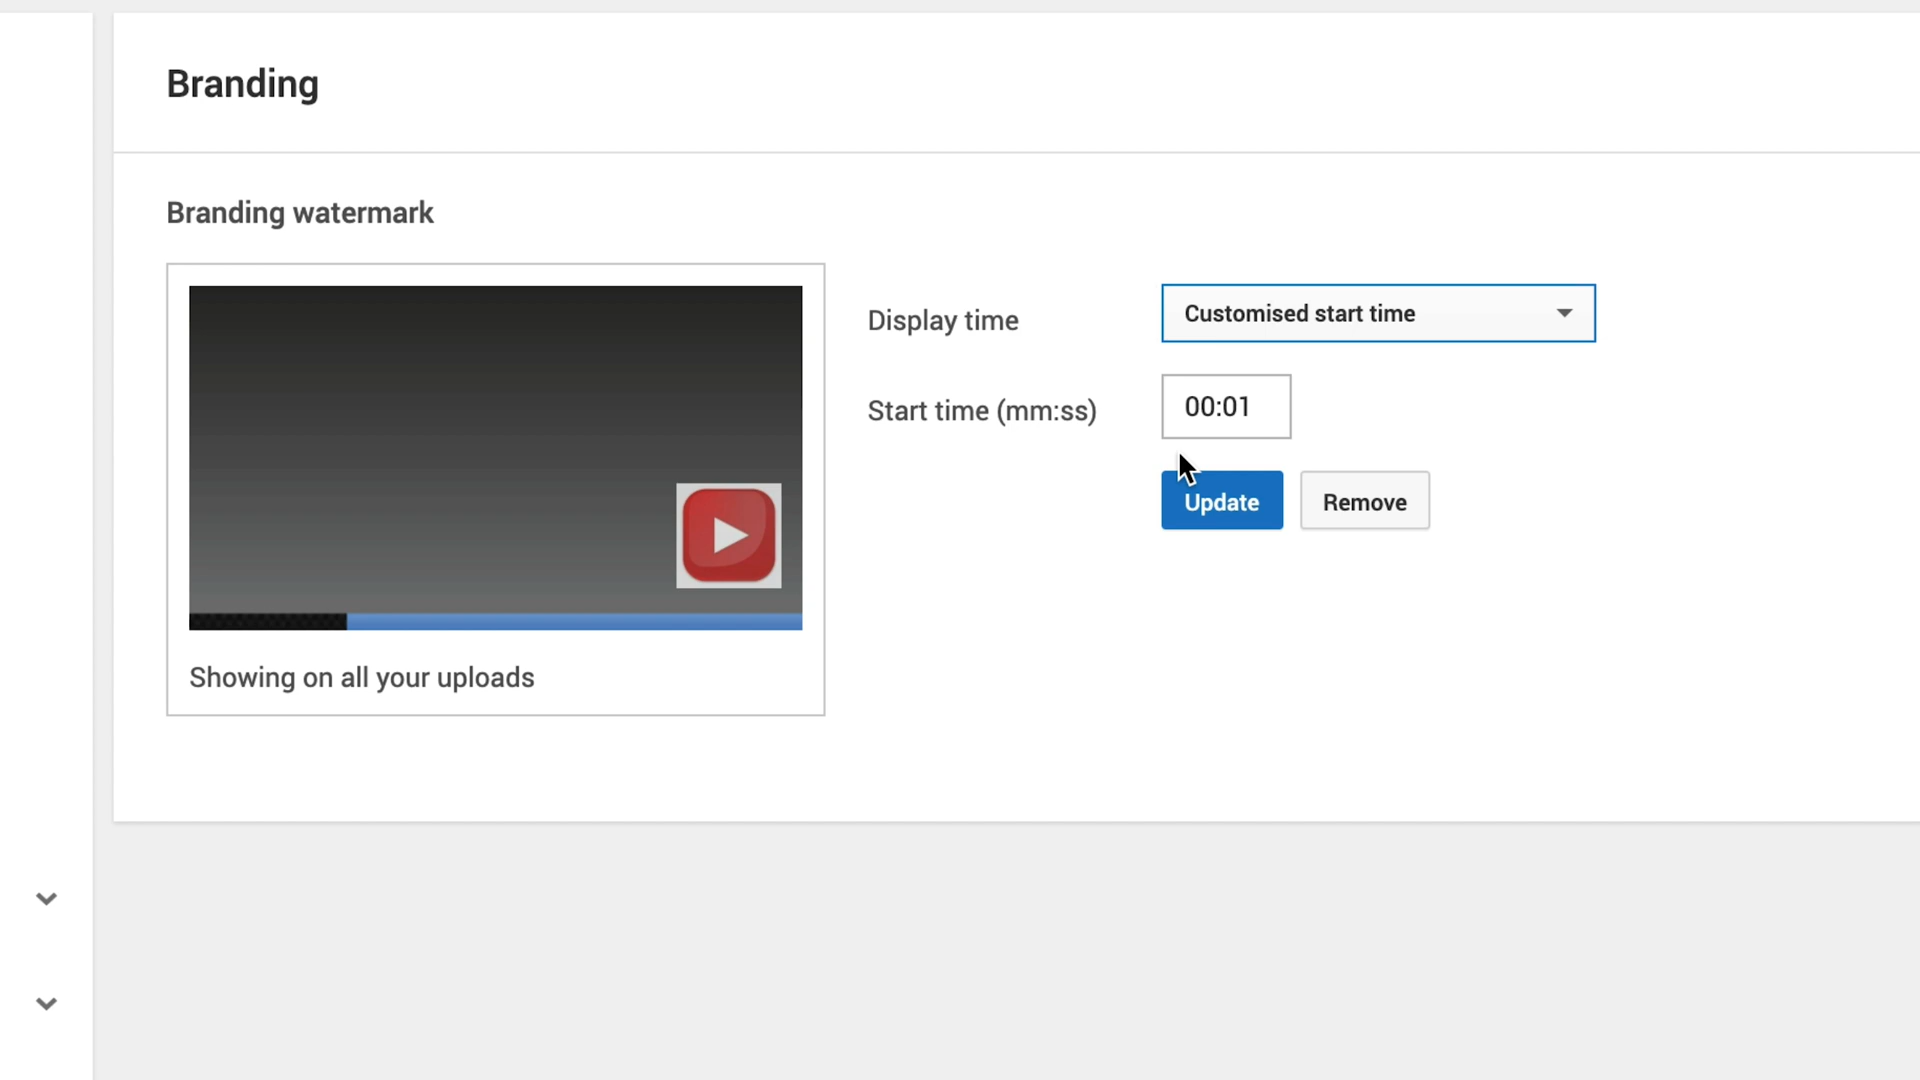 Branding
Branding watermark
Display time
Customised start time
Start time (mm:ss)
00:01
Update
Remove
Showing on all your uploads